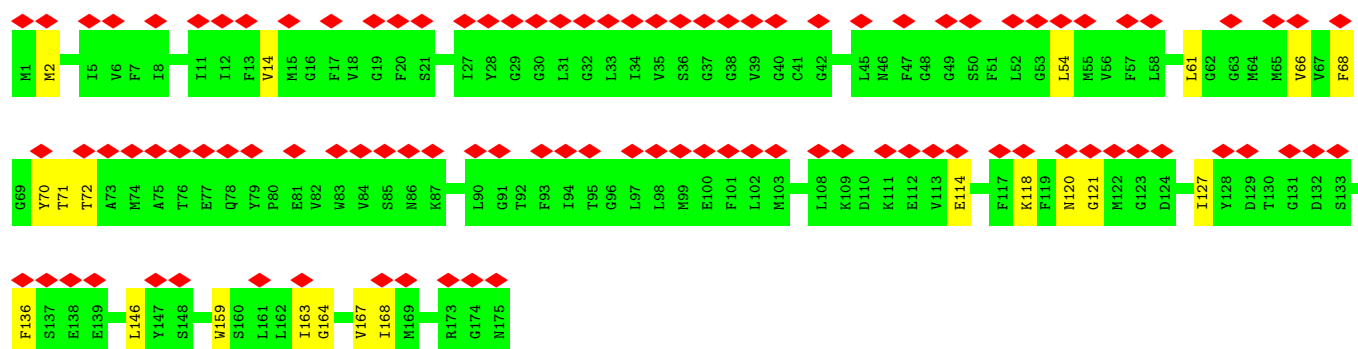 M1 M2 I5 V6 F7 I8 I11 I12 F13 V14 M15 G16 F17 V18 G19 F20 S21 I27 Y28 G29 G30 L31 G32 L33 I34 V35 S36 G37 G38 V39 G40 C41 G42 L45 N46 F47 G48 G49 S50 F51 L52 G53 L54 M55 V56 F57 L58 L61 G62 G63 M64 M65 V66 V67 F68
G69 Y70 T71 T72 A73 M74 A75 T76 E77 Q78 Y79 P80 E81 V82 W83 V84 S85 N86 K87 L90 G91 T92 F93 I94 T95 G96 L97 L98 M99 E100 F101 L102 M103 L108 K109 D110 K111 E112 V113 E114 F117 K118 F119 N120 G121 M122 G123 D124 I127 Y128 D129 T130 G131 D132 S133
F136 S137 E138 E139 L146 Y147 S148 W159 S160 L161 L162 I163 G164 V167 I168 M169 R173 G174 N175